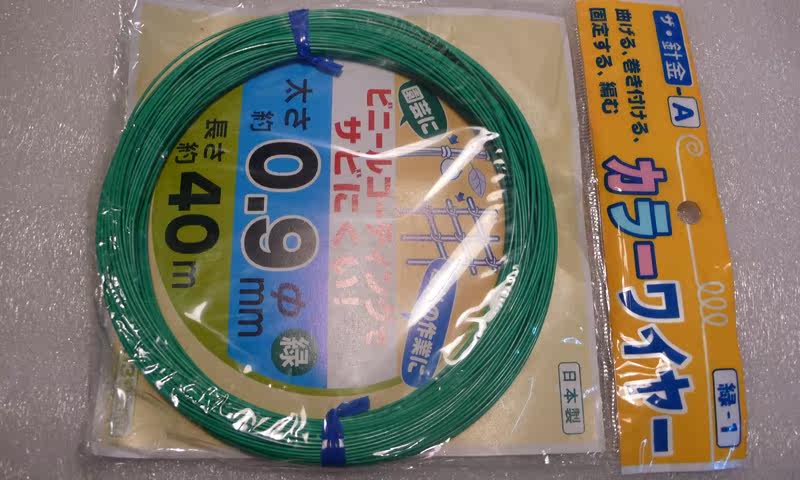 ザ・針金-A
曲げる、巻き付ける、
固定する、編む
カラーワイヤー
緑-1
園芸に
の作業に
ビニールコーティングで
サビにくい!
太さ
約
0.9
φ
mm
緑
長さ
約
40m
日本製